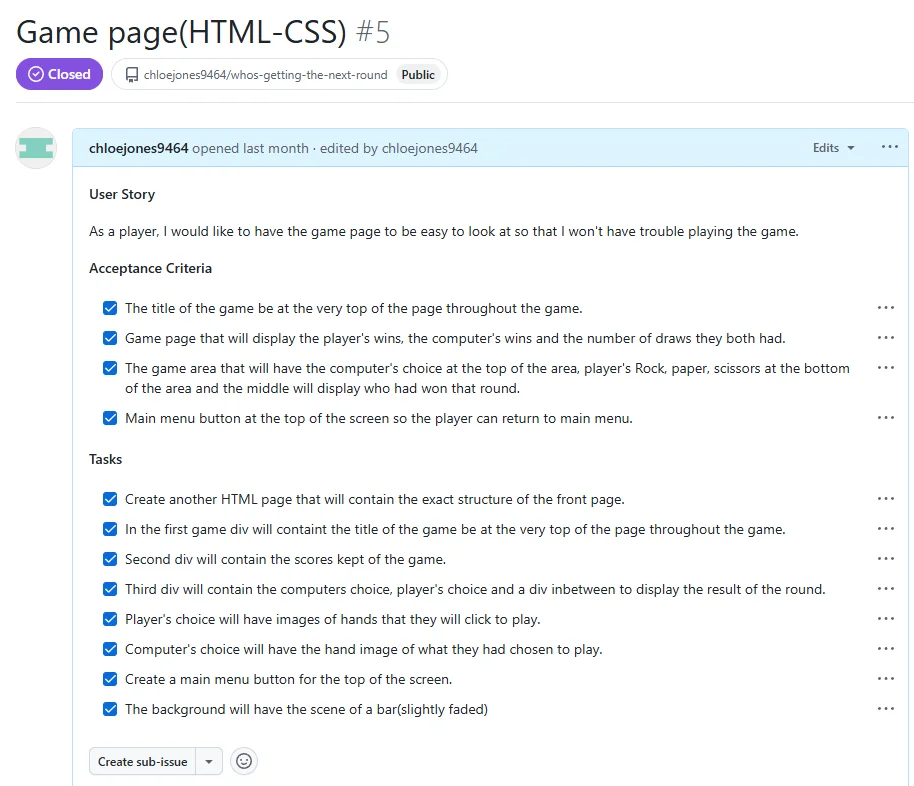 Game page(HTML-CSS) #5
Closed chloejones9464/whos-getting-the-next-round Public
chloejones9464 opened last month · edited by chloejones9464 Edits
User Story
As a player, I would like to have the game page to be easy to look at so that I won't have trouble playing the game.
Acceptance Criteria
The title of the game be at the very top of the page throughout the game.
Game page that will display the player's wins, the computer's wins and the number of draws they both had.
The game area that will have the computer's choice at the top of the area, player's Rock, paper, scissors at the bottom
of the area and the middle will display who had won that round.
Main menu button at the top of the screen so the player can return to main menu.
Tasks
Create another HTML page that will contain the exact structure of the front page.
In the first game div will containt the title of the game be at the very top of the page throughout the game.
Second div will contain the scores kept of the game.
Third div will contain the computers choice, player's choice and a div inbetween to display the result of the round.
Player's choice will have images of hands that they will click to play.
Computer's choice will have the hand image of what they had chosen to play.
Create a main menu button for the top of the screen.
The background will have the scene of a bar(slightly faded)
Create sub-issue